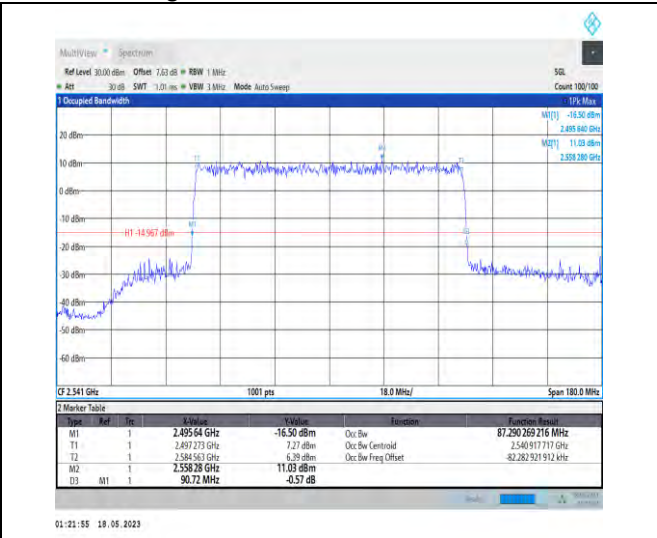 MultiView Spectrum
Ref Level 30.00 dBm Offset 7.63 dB RBW 1 MHz SGL
Att 30 dB SWT 1.01 ms VBW 3 MHz Mode Auto Sweep Count 100/100
1 Occupied Bandwidth 1Pk Max
M1[1] -16.50 dBm
2.495 640 GHz
M2[1] 11.03 dBm
2.558 280 GHz
20 dBm
10 dBm
0 dBm
-10 dBm
H1 -14.967 dBm
M1
-20 dBm
-30 dBm
-40 dBm
-50 dBm
-60 dBm
CF 2.541 GHz 1001 pts 18.0 MHz/ Span 180.0 MHz
2 Marker Table
Type Ref Trc X-Value Y-Value Function Function Result
M1 1 2.495 64 GHz -16.50 dBm Occ Bw 87.290 269 216 MHz
T1 1 2.497 273 GHz 7.27 dBm Occ Bw Centroid 2.540 917 717 GHz
T2 1 2.584 563 GHz 6.39 dBm Occ Bw Freq Offset -82.282 921 912 kHz
M2 1 2.558 28 GHz 11.03 dBm
D3 M1 1 90.72 MHz -0.57 dB
01:21:55 18.05.2023